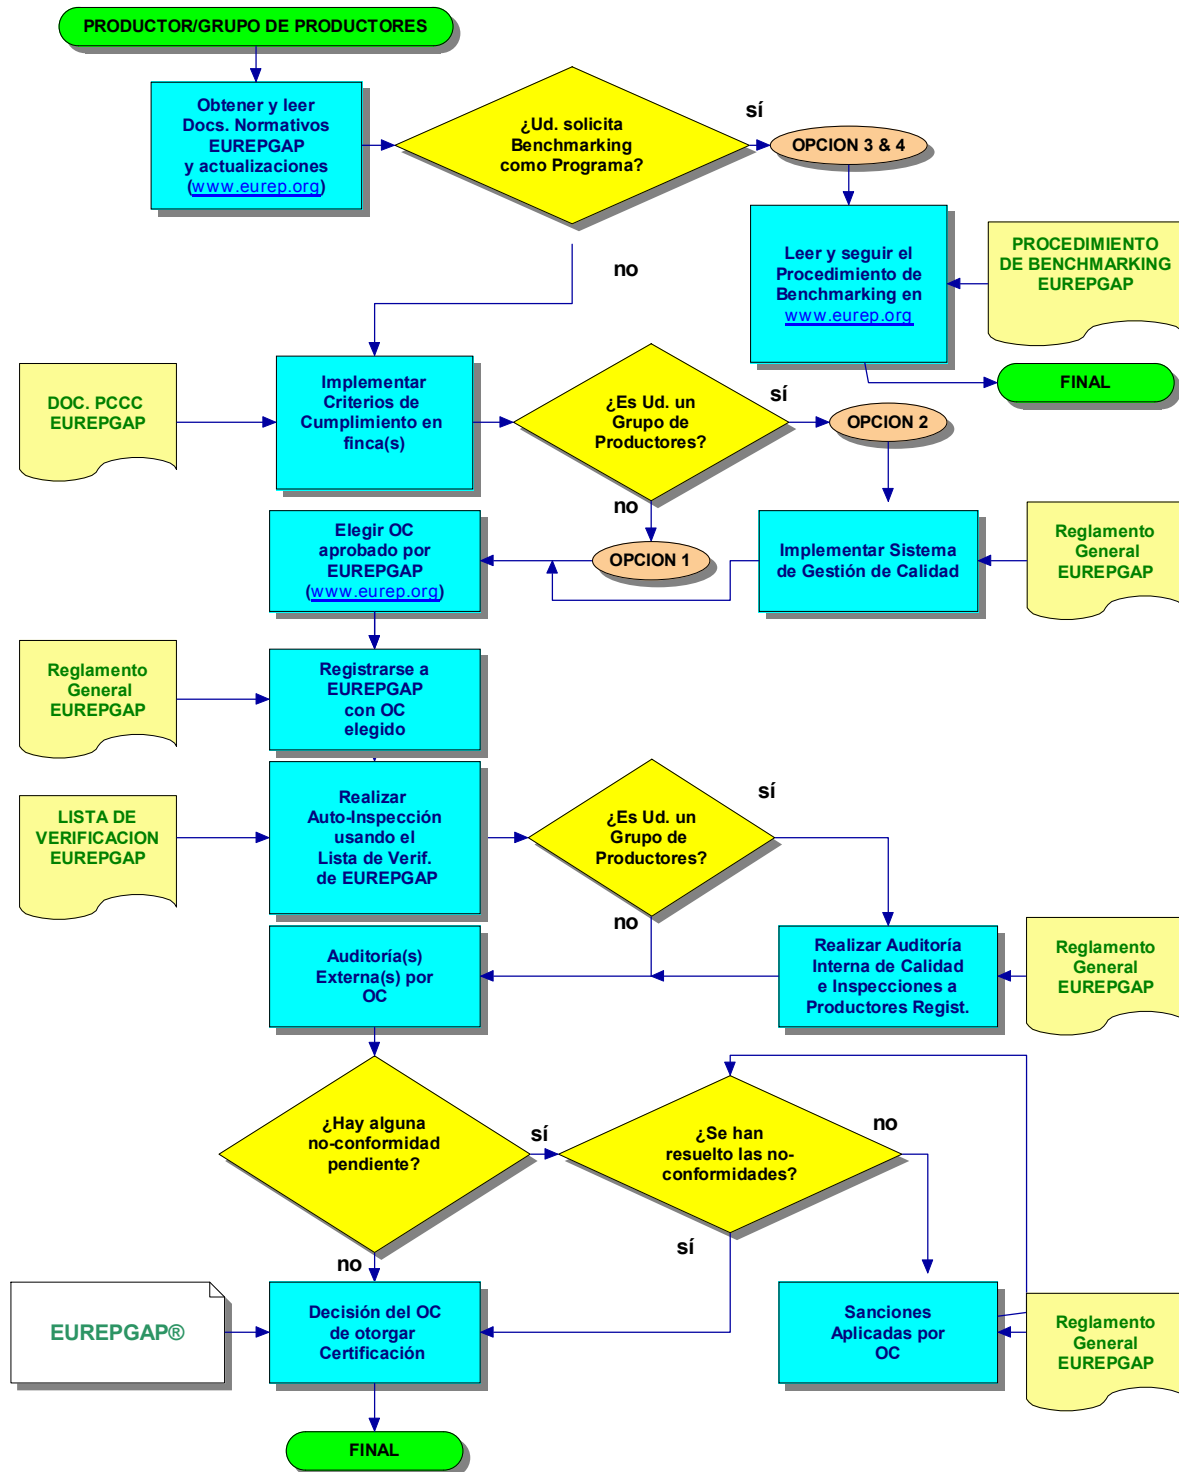 PRODUCTOR/GRUPO DE PRODUCTORES
Obtener y leer
Docs. Normativos
EUREPGAP
y actualizaciones
(www.eurep.org)
¿Ud. solicita
Benchmarking
como Programa?
sí
OPCION 3 & 4
no
Leer y seguir el
Procedimiento de
Benchmarking en
www.eurep.org
PROCEDIMIENTO
DE BENCHMARKING
EUREPGAP
FINAL
DOC. PCCC
EUREPGAP
Implementar
Criterios de
Cumplimiento en
finca(s)
¿Es Ud. un
Grupo de
Productores?
sí
OPCION 2
no
OPCION 1
Elegir OC
aprobado por
EUREPGAP
(www.eurep.org)
Implementar Sistema
de Gestión de Calidad
Reglamento
General
EUREPGAP
Reglamento
General
EUREPGAP
Registrarse a
EUREPGAP
con OC
elegido
LISTA DE
VERIFICACION
EUREPGAP
Realizar
Auto-Inspección
usando el
Lista de Verif.
de EUREPGAP
¿Es Ud. un
Grupo de
Productores?
sí
no
Auditoría(s)
Externa(s) por
OC
Realizar Auditoría
Interna de Calidad
e Inspecciones a
Productores Regist.
Reglamento
General
EUREPGAP
¿Hay alguna
no-conformidad
pendiente?
sí
¿Se han
resuelto las no-
conformidades?
no
sí
no
EUREPGAP®
Decisión del OC
de otorgar
Certificación
Sanciones
Aplicadas por
OC
Reglamento
General
EUREPGAP
FINAL